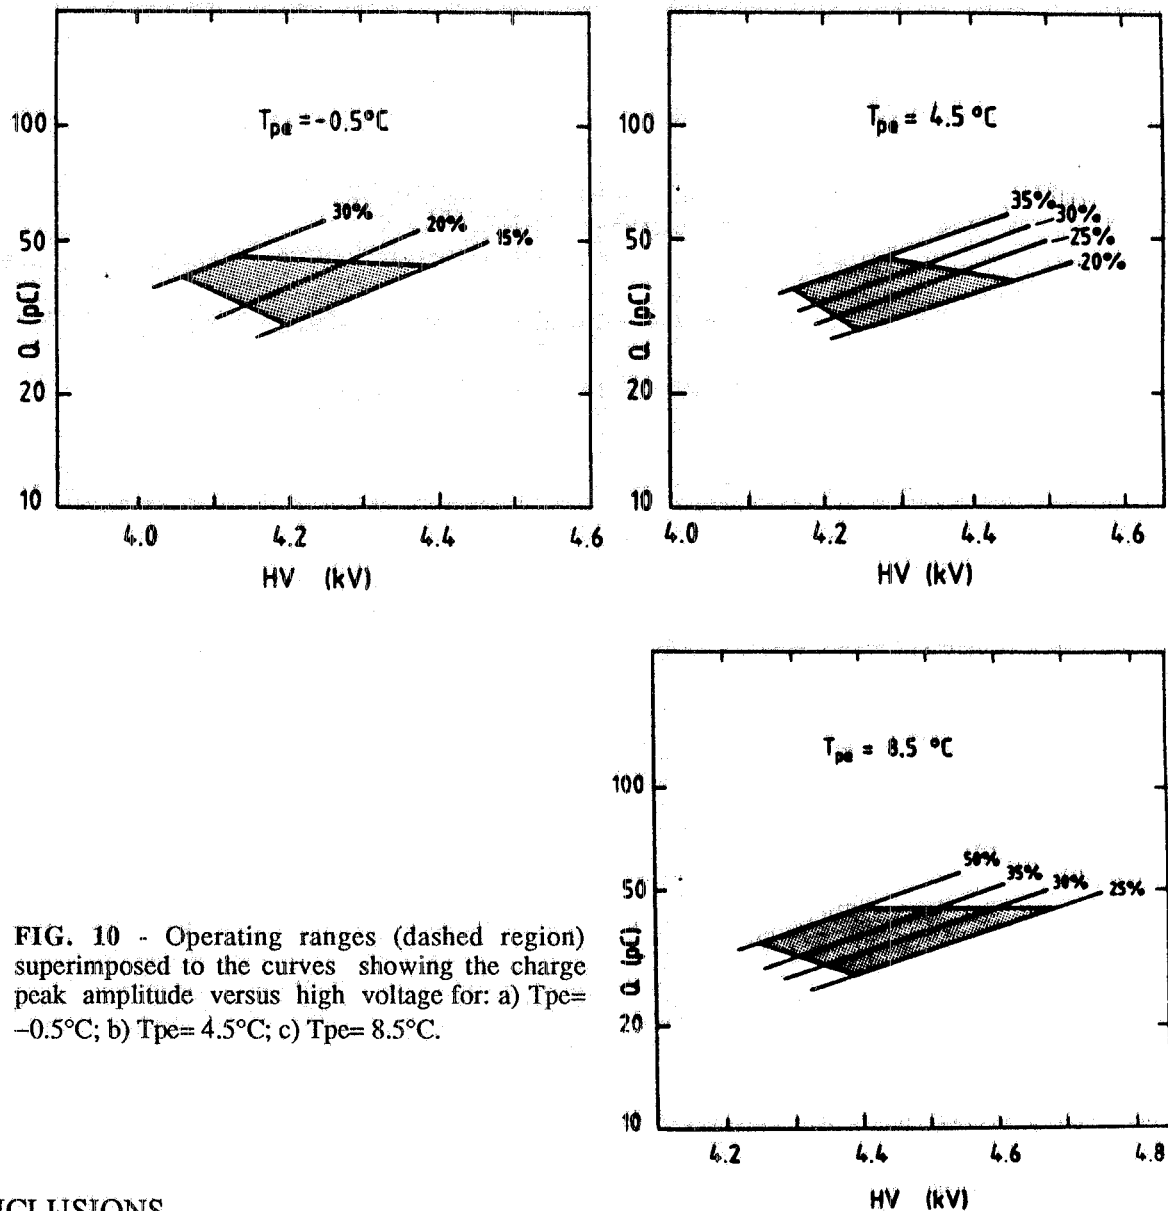 100
50
20
10
Q (pC)
T pe = -0.5°C
30%
20%
15%
4.0 4.2 4.4 4.6
HV (kV)
100
50
20
10
Q (pC)
T pe = 4.5 °C
35%
30%
25%
20%
4.0 4.2 4.4 4.6
HV (kV)
100
50
20
10
Q (pC)
T pe = 8.5 °C
50%
35%
30%
25%
4.2 4.4 4.6 4.8
HV (kV)
FIG. 10 - Operating ranges (dashed region)
superimposed to the curves showing the charge
peak amplitude versus high voltage for: a) Tpe=
−0.5°C; b) Tpe= 4.5°C; c) Tpe= 8.5°C.